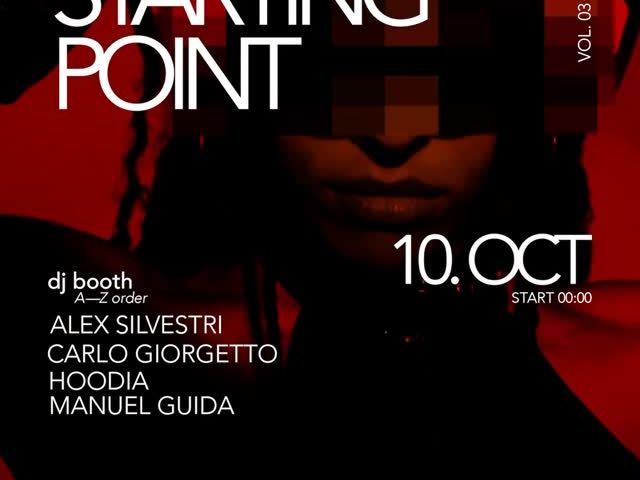 STARTING
POINT
VOL. 03
10. OCT
START 00:00
dj booth
A—Z order
ALEX SILVESTRI
CARLO GIORGETTO
HOODIA
MANUEL GUIDA